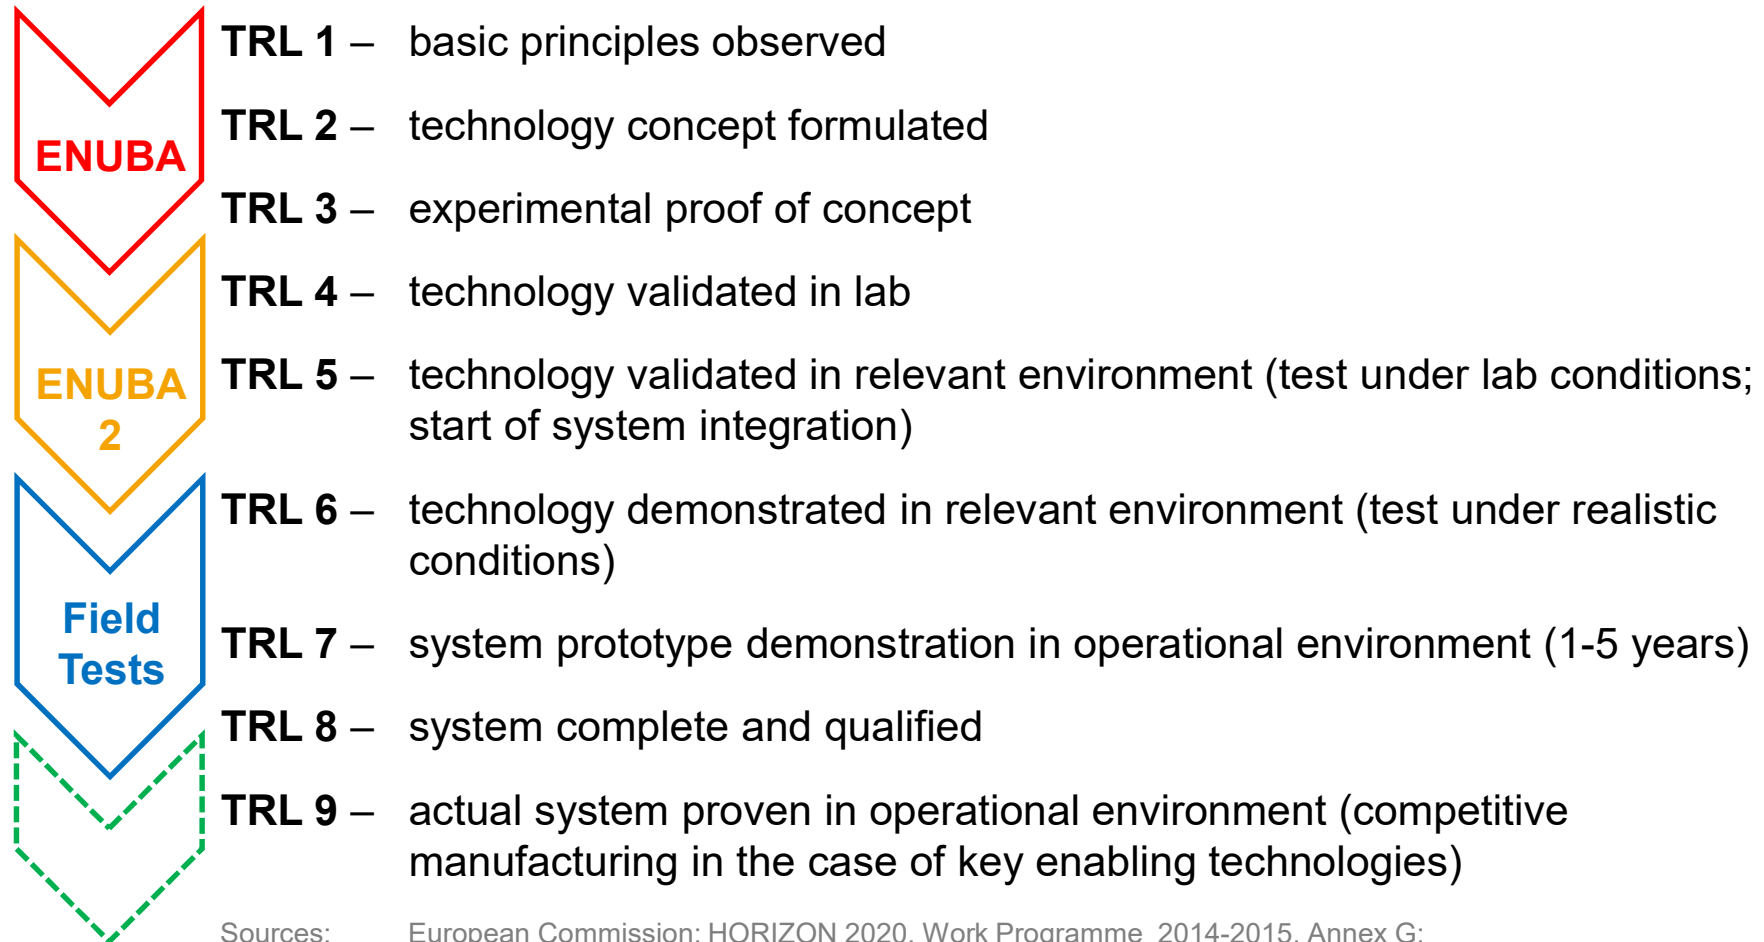 TRL 1 – basic principles observed
TRL 2 – technology concept formulated
ENUBA
TRL 3 – experimental proof of concept
TRL 4 – technology validated in lab
TRL 5 – technology validated in relevant environment (test under lab conditions;
start of system integration)
ENUBA
2
TRL 6 – technology demonstrated in relevant environment (test under realistic
conditions)
Field
Tests
TRL 7 – system prototype demonstration in operational environment (1-5 years)
TRL 8 – system complete and qualified
TRL 9 – actual system proven in operational environment (competitive
manufacturing in the case of key enabling technologies)
Sources: European Commission: HORIZON 2020. Work Programme 2014-2015. Annex G;